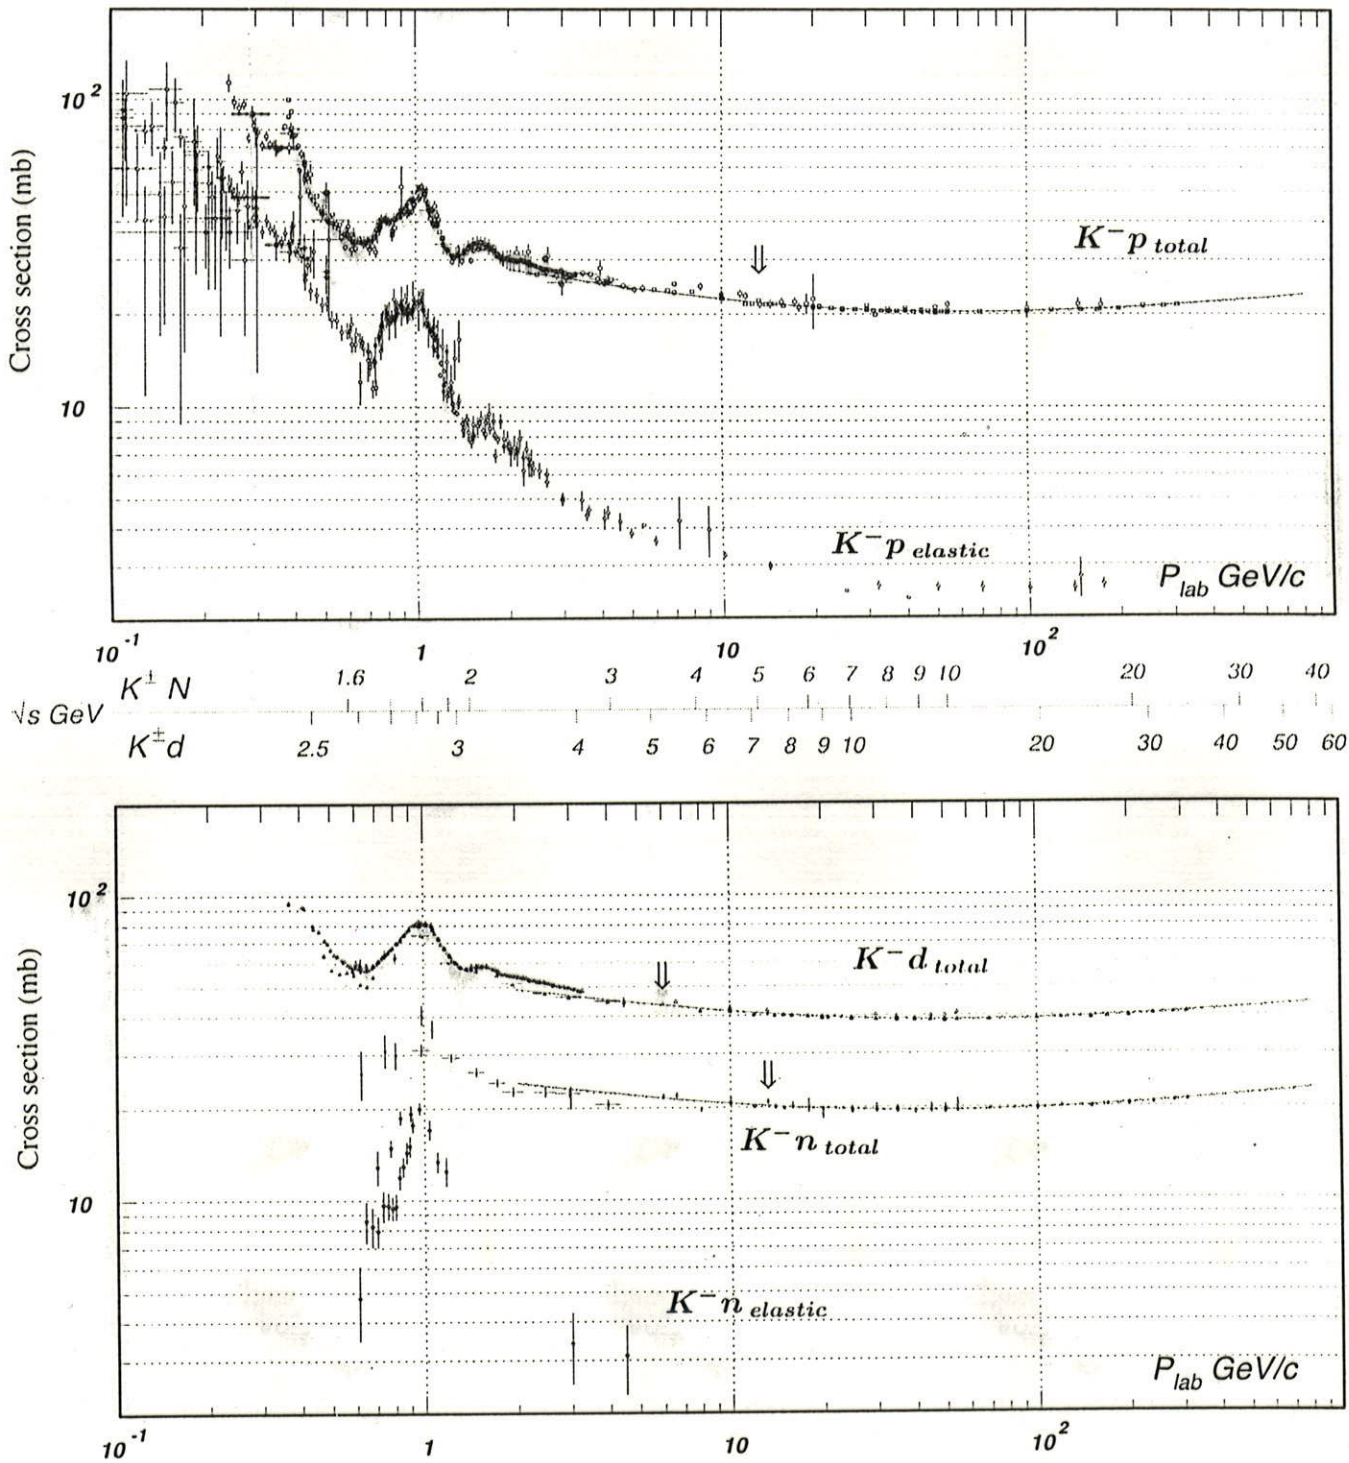 10²
Cross section (mb)
K⁻p total
10
K⁻p elastic
P lab GeV/c
10⁻¹ 1 10 10²
K± N 1.6 2 3 4 5 6 7 8 9 10 20 30 40
√s GeV
K±d 2.5 3 4 5 6 7 8 9 10 20 30 40 50 60
10²
Cross section (mb)
K⁻d total
K⁻n total
10
K⁻n elastic
P lab GeV/c
10⁻¹ 1 10 10²